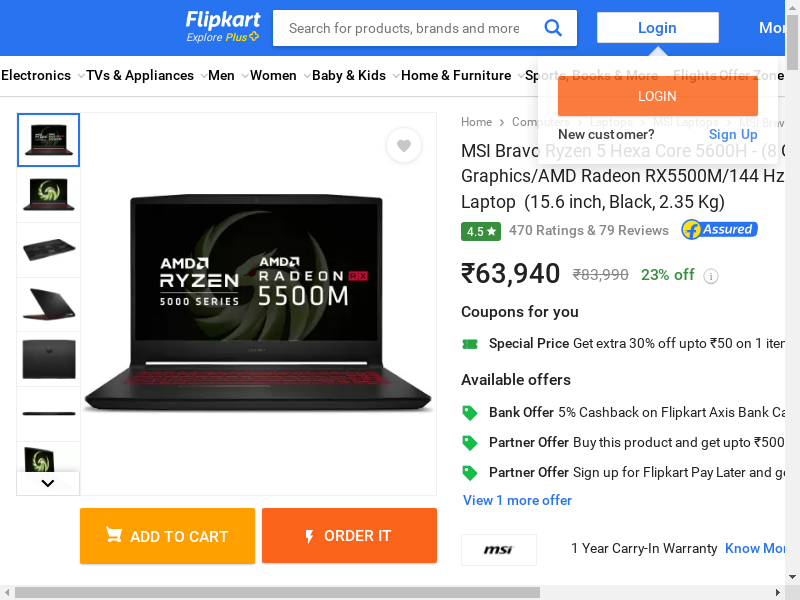 Flipkart
Explore Plus
Search for products, brands and more
Login
Electronics TVs & Appliances Men Women Baby & Kids Home & Furniture Sports, Books & More Flights Offer Zone
LOGIN
New customer? Sign Up
Home Computers Laptops MSI Laptops MSI Brav
MSI Bravo Ryzen 5 Hexa Core 5600H - (8 G
Graphics/AMD Radeon RX5500M/144 Hz
Laptop (15.6 inch, Black, 2.35 Kg)
4.5 470 Ratings & 79 Reviews Assured
₹63,940 ₹83,990 23% off i
Coupons for you
Special Price Get extra 30% off upto ₹50 on 1 item
Available offers
Bank Offer 5% Cashback on Flipkart Axis Bank Ca
Partner Offer Buy this product and get upto ₹500
Partner Offer Sign up for Flipkart Pay Later and ge
View 1 more offer
msi 1 Year Carry-In Warranty Know Mor
AMD RYZEN 5000 SERIES
AMD RADEON RX 5500M
ADD TO CART
ORDER IT